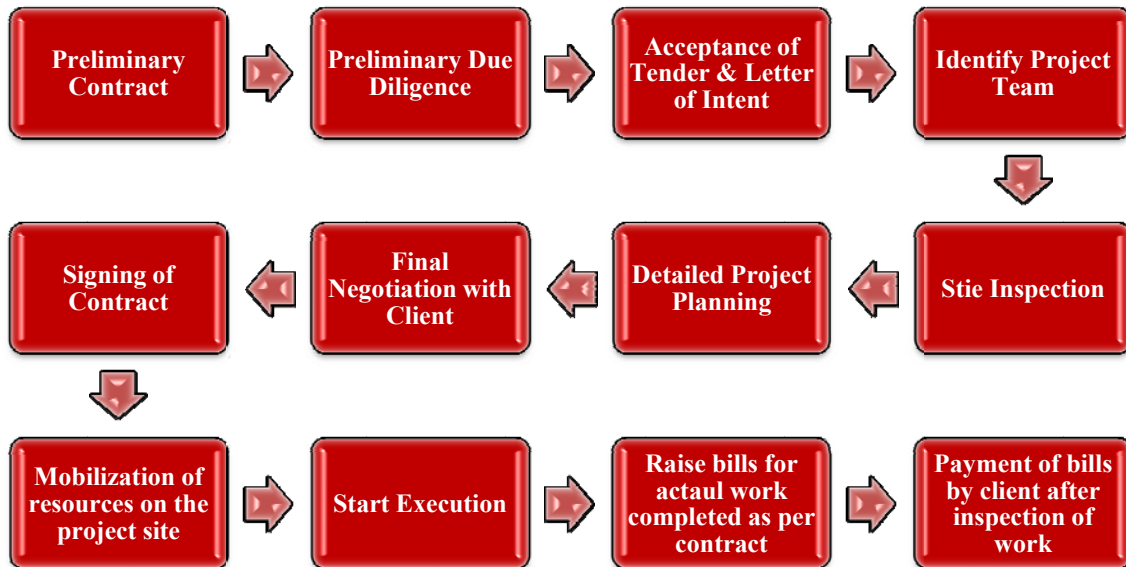 Preliminary
Contract
Preliminary Due
Diligence
Acceptance of
Tender & Letter
of Intent
Identify Project
Team
Stie Inspection
Detailed Project
Planning
Final
Negotiation with
Client
Signing of
Contract
Mobilization of
resources on the
project site
Start Execution
Raise bills for
actaul work
completed as per
contract
Payment of bills
by client after
inspection of
work